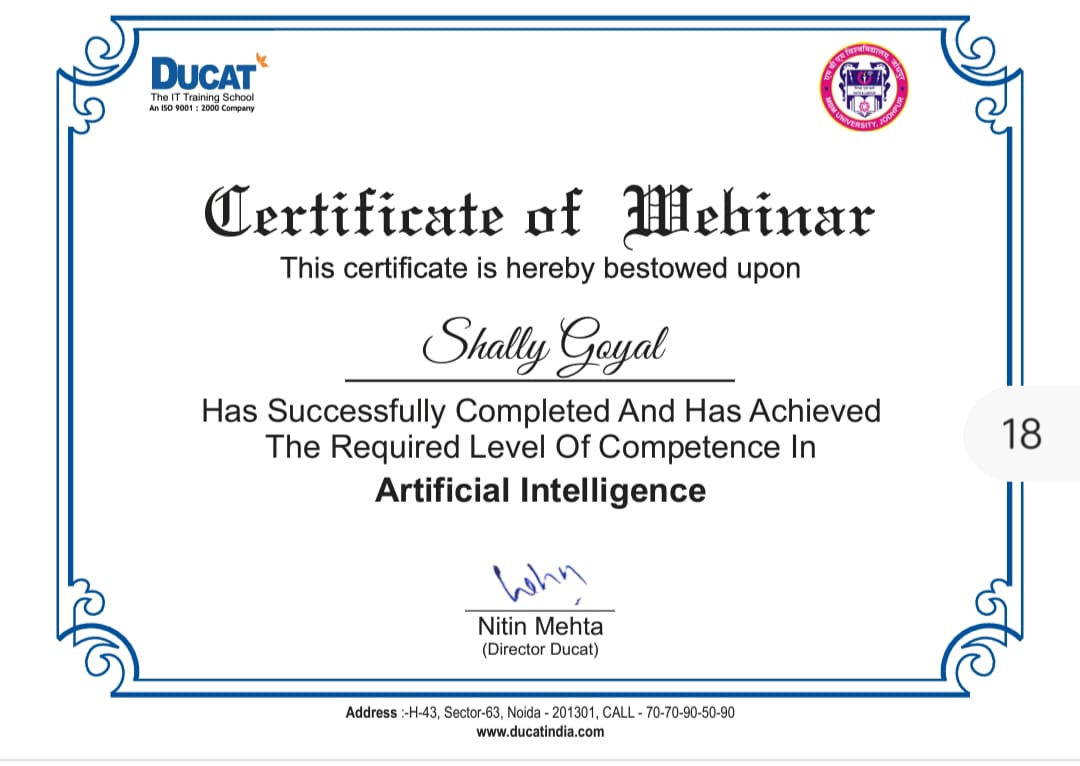 DUCAT
The IT Training School
An ISO 9001 : 2000 Company
MBM UNIVERSITY, JODHPUR
Certificate of Webinar
This certificate is hereby bestowed upon
Shally Goyal
Has Successfully Completed And Has Achieved
The Required Level Of Competence In
18
Artificial Intelligence
Nitin Mehta
(Director Ducat)
Address :-H-43, Sector-63, Noida - 201301, CALL - 70-70-90-50-90
www.ducatindia.com